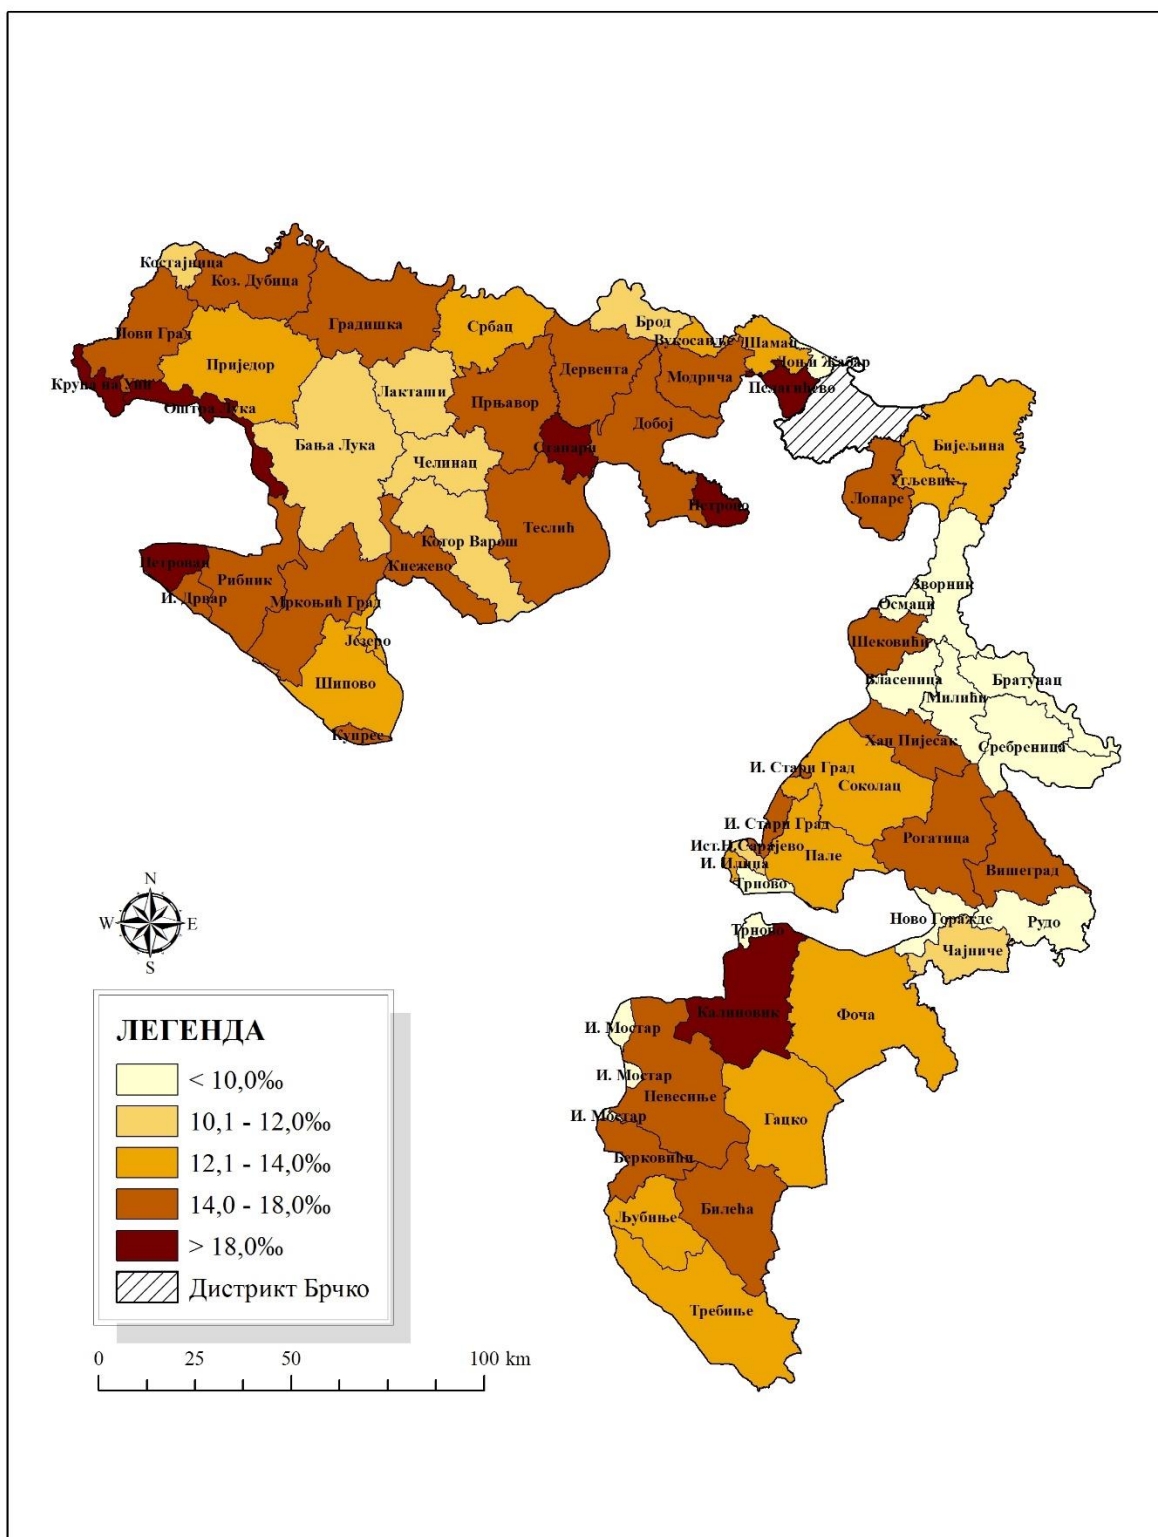 Костајница
Коз. Дубица
Нови Град
Градишка
Србац
Брод
Вукосавље
Шамац
Доњи Жабар
Приједор
Крупа на Уни
Оштра Лука
Лакташи
Прњавор
Дервента
Модрича
Пелагићево
Бања Лука
Челинац
Станари
Добој
Бијељина
Угљевик
Лопаре
Петрово
Теслић
Котор Варош
Кнежево
Петровац
Рибник
И. Дрвар
Мркоњић Град
Језеро
Шипово
Купрес
Зворник
Осмаци
Шековићи
Власеница
Милићи
Братунац
Сребреница
Хан Пијесак
И. Стари Град
Соколац
И. Стари Град
Рогатица
Ист.Н.Сарајево
Пале
И. Илиџа
Вишеград
Трново
Ново Горажде
Рудо
Чајниче
Трново
Калиновик
Фоча
И. Мостар
И. Мостар
Невесиње
И. Мостар
Гацко
Берковићи
Билећа
Љубиње
Требиње
N
W
E
S
ЛЕГЕНДА
< 10,0‰
10,1 - 12,0‰
12,1 - 14,0‰
14,0 - 18,0‰
> 18,0‰
Дистрикт Брчко
0 25 50 100 km